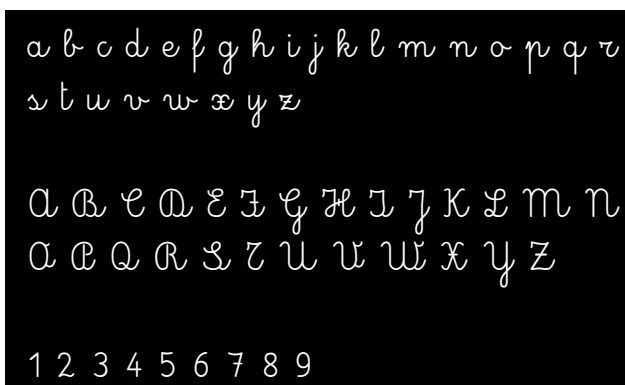 a b c d e f g h i j k l m n o p q r
s t u v w x y z
A B C D E F G H I J K L M N
O P Q R S T U V W X Y Z
1 2 3 4 5 6 7 8 9